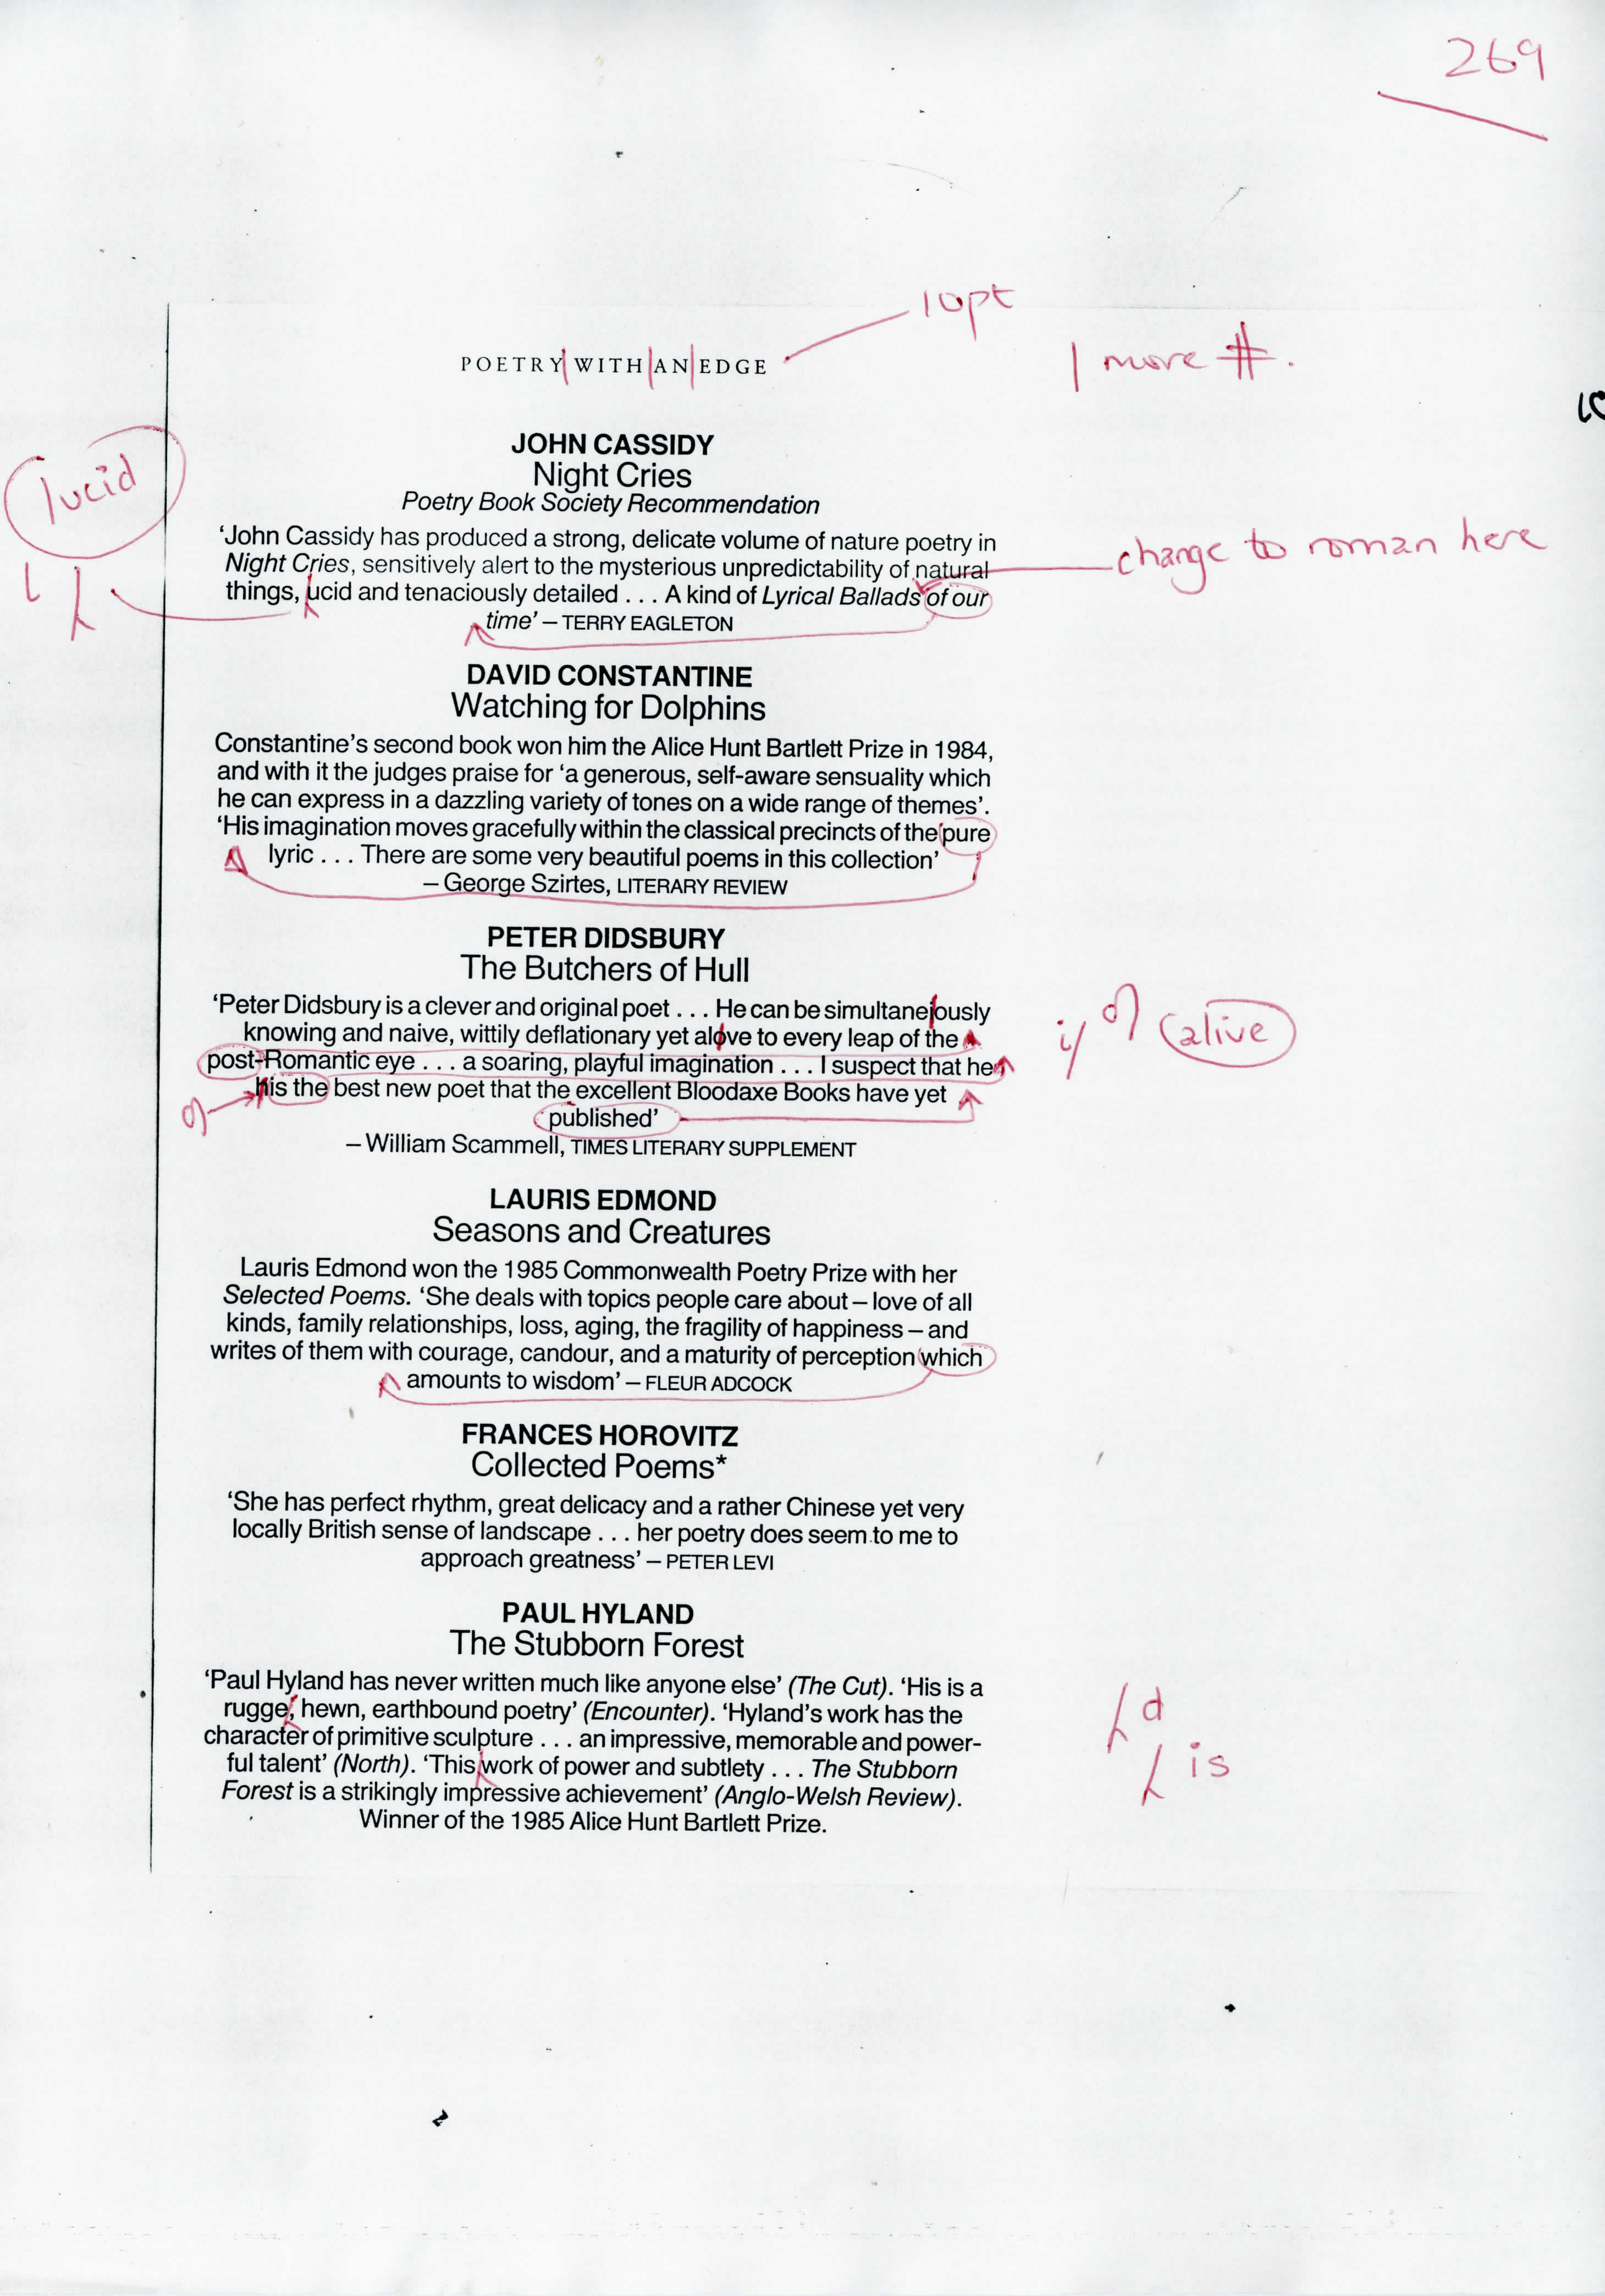 269
10pt
POETRY WITH AN EDGE
1 more #.
JOHN CASSIDY
Night Cries
lucid
Poetry Book Society Recommendation
‘John Cassidy has produced a strong, delicate volume of nature poetry in
change to roman here
Night Cries, sensitively alert to the mysterious unpredictability of natural
l
things, ucid and tenaciously detailed . . . A kind of Lyrical Ballads of our
time’ – TERRY EAGLETON
DAVID CONSTANTINE
Watching for Dolphins
Constantine’s second book won him the Alice Hunt Bartlett Prize in 1984,
and with it the judges praise for ‘a generous, self-aware sensuality which
he can express in a dazzling variety of tones on a wide range of themes’.
‘His imagination moves gracefully within the classical precincts of the pure
lyric . . . There are some very beautiful poems in this collection’
– George Szirtes, LITERARY REVIEW
PETER DIDSBURY
The Butchers of Hull
‘Peter Didsbury is a clever and original poet . . . He can be simultanejously
i/ alive
knowing and naive, wittily deflationary yet alove to every leap of the
post-Romantic eye . . . a soaring, playful imagination . . . I suspect that he
his the best new poet that the excellent Bloodaxe Books have yet
published’
– William Scammell, TIMES LITERARY SUPPLEMENT
LAURIS EDMOND
Seasons and Creatures
Lauris Edmond won the 1985 Commonwealth Poetry Prize with her
Selected Poems. ‘She deals with topics people care about – love of all
kinds, family relationships, loss, aging, the fragility of happiness – and
writes of them with courage, candour, and a maturity of perception which
amounts to wisdom’ – FLEUR ADCOCK
FRANCES HOROVITZ
Collected Poems*
‘She has perfect rhythm, great delicacy and a rather Chinese yet very
locally British sense of landscape . . . her poetry does seem to me to
approach greatness’ – PETER LEVI
PAUL HYLAND
The Stubborn Forest
‘Paul Hyland has never written much like anyone else’ (The Cut). ‘His is a
rugge, hewn, earthbound poetry’ (Encounter). ‘Hyland’s work has the
d
character of primitive sculpture . . . an impressive, memorable and power-
ful talent’ (North). ‘This work of power and subtlety . . . The Stubborn
is
Forest is a strikingly impressive achievement’ (Anglo-Welsh Review).
Winner of the 1985 Alice Hunt Bartlett Prize.